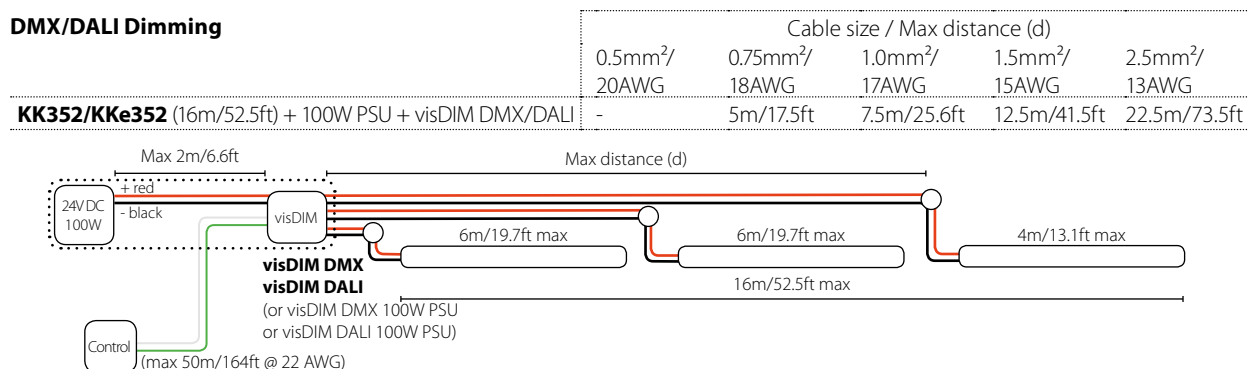 DMX/DALI Dimming
Cable size / Max distance (d)
0.5mm²/ 0.75mm²/ 1.0mm²/ 1.5mm²/ 2.5mm²/
20AWG 18AWG 17AWG 15AWG 13AWG
KK352/KKe352 (16m/52.5ft) + 100W PSU + visDIM DMX/DALI - 5m/17.5ft 7.5m/25.6ft 12.5m/41.5ft 22.5m/73.5ft
Max 2m/6.6ft Max distance (d)
+ red
24V DC
100W
- black
visDIM
6m/19.7ft max 6m/19.7ft max 4m/13.1ft max
visDIM DMX
visDIM DALI
16m/52.5ft max
(or visDIM DMX 100W PSU
or visDIM DALI 100W PSU)
Control
(max 50m/164ft @ 22 AWG)